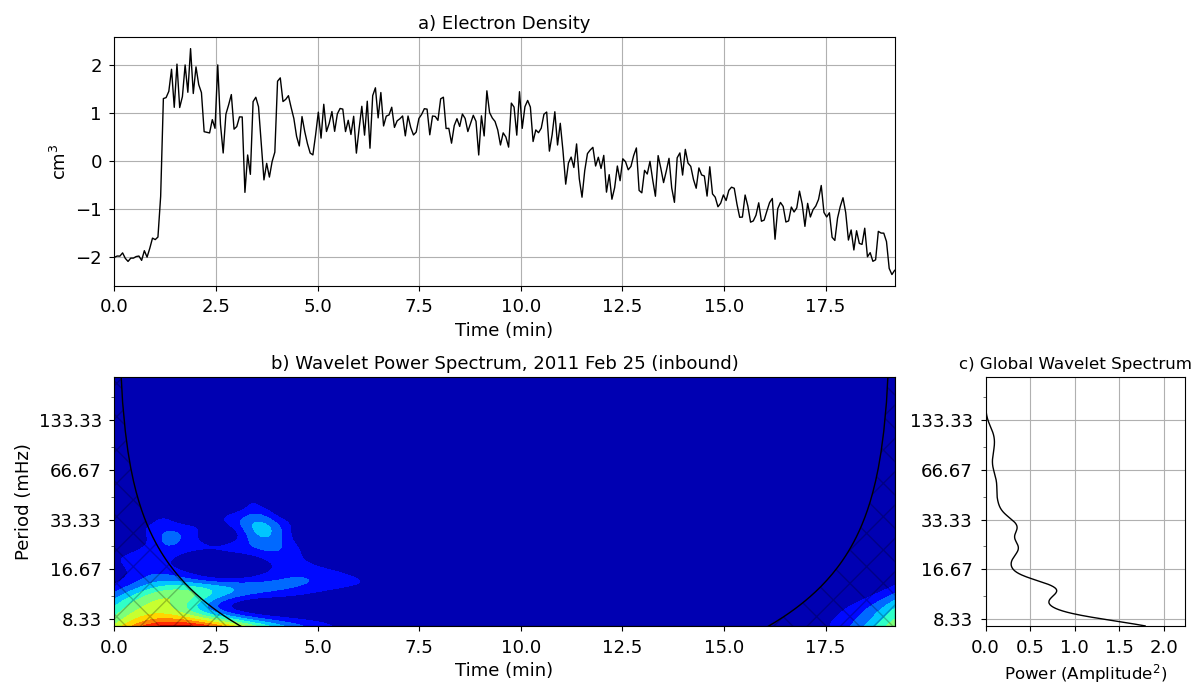 a) Electron Density
cm³
2
1
0
−1
−2
0.0 2.5 5.0 7.5 10.0 12.5 15.0 17.5
Time (min)
b) Wavelet Power Spectrum, 2011 Feb 25 (inbound)
Period (mHz)
133.33
66.67
33.33
16.67
8.33
0.0 2.5 5.0 7.5 10.0 12.5 15.0 17.5
Time (min)
c) Global Wavelet Spectrum
133.33
66.67
33.33
16.67
8.33
0.0 0.5 1.0 1.5 2.0
Power (Amplitude²)